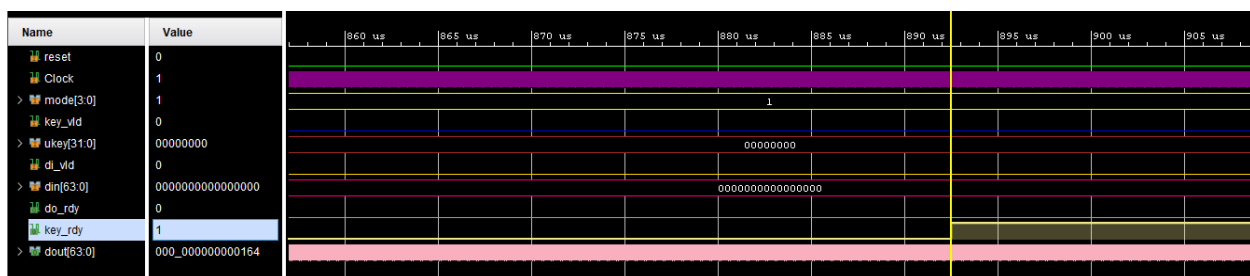 Name Value
860 us 865 us 870 us 875 us 880 us 885 us 890 us 895 us 900 us 905 us
reset 0
Clock 1
> mode[3:0] 1 1
key_vld 0
> ukey[31:0] 00000000 00000000
di_vld 0
> din[63:0] 0000000000000000 0000000000000000
do_rdy 0
key_rdy 1
> dout[63:0] 000_000000000164